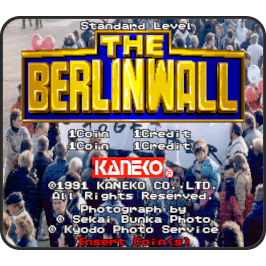 Standard Level
THE
BERLINWALL
1Coin 1Credit
1Coin 1Credit
KANEKO®
©1991 KANEKO CO.,LTD.
All Rights Reserved.
Photograph by
© Sekai Bunka Photo
© Kyodo Photo Service
Insert Coin(s)